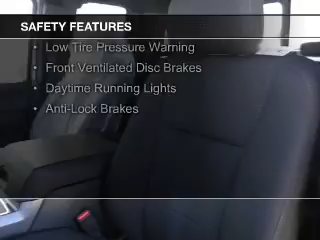 SAFETY FEATURES
• Low Tire Pressure Warning
• Front Ventilated Disc Brakes
• Daytime Running Lights
• Anti-Lock Brakes